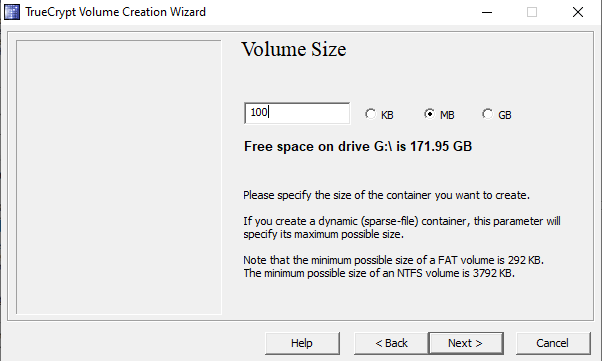 TrueCrypt Volume Creation Wizard
Volume Size
100 KB MB GB
Free space on drive G:\ is 171.95 GB
Please specify the size of the container you want to create.
If you create a dynamic (sparse-file) container, this parameter will
specify its maximum possible size.
Note that the minimum possible size of a FAT volume is 292 KB.
The minimum possible size of an NTFS volume is 3792 KB.
Help < Back Next > Cancel